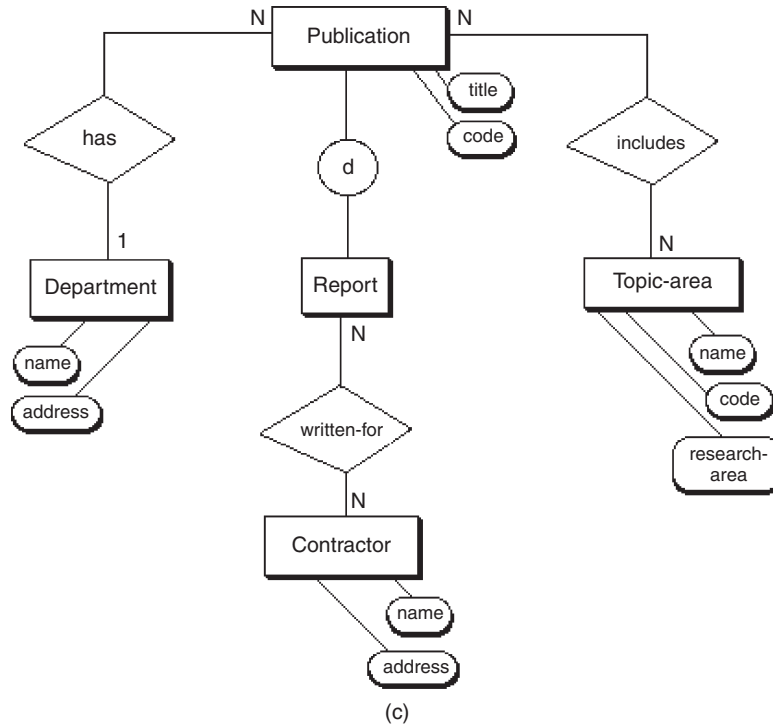 N
Publication
N
title
code
has
d
includes
1
N
Department
Report
Topic-area
name
address
N
name
code
research-
area
written-for
N
Contractor
name
address
(c)